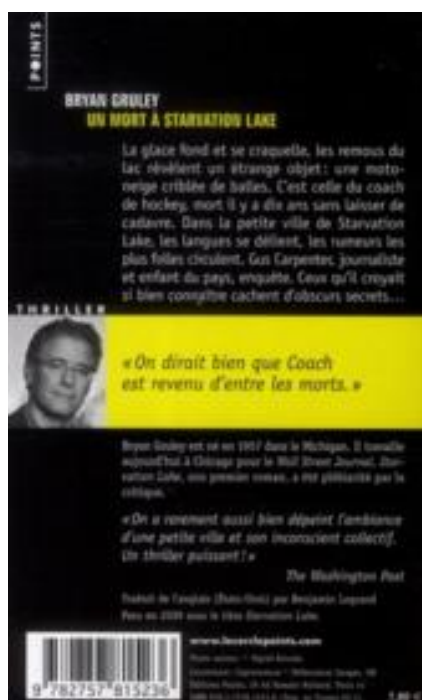 POINTS
BRYAN GRULEY
UN MORT À STARVATION LAKE
La glace fond et se craquelle, les remous du
lac révèlent un étrange objet : une moto-
neige criblée de balles. C'est celle du coach
de hockey, mort il y a dix ans sans laisser de
cadavre. Dans la petite ville de Starvation
Lake, les langues se délient, les rumeurs les
plus folles circulent. Gus Carpenter, journaliste
et enfant du pays, enquête. Ceux qu'il croyait
si bien connaître cachent d'obscurs secrets…
THRILLER
« On dirait bien que Coach
est revenu d'entre les morts. »
Bryan Gruley est né en 1957 dans le Michigan. Il travaille
aujourd'hui à Chicago pour le Wall Street Journal. Star-
vation Lake, son premier roman, a été plébiscité par la
critique.
« On a rarement aussi bien dépeint l'ambiance
d'une petite ville et son inconscient collectif.
Un thriller puissant ! »
The Washington Post
Traduit de l'anglais (États-Unis) par Benjamin Legrand
Paru en 2010 sous le titre Starvation Lake.
www.lecerclepoints.com
9 782757 815236